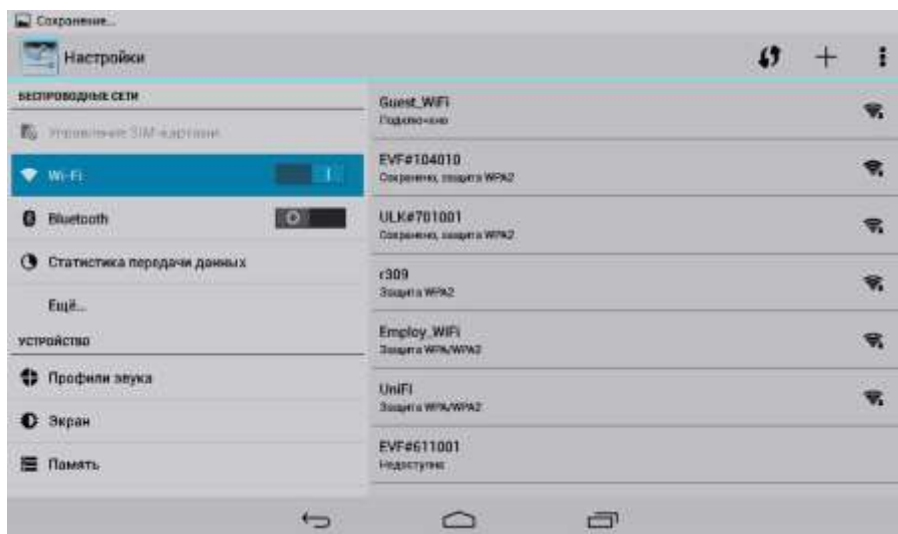 Сохранение...
Настройки
БЕСПРОВОДНЫЕ СЕТИ
Управление SIM-картами
Wi-Fi
Bluetooth
Статистика передачи данных
Ещё...
УСТРОЙСТВО
Профили звука
Экран
Память
Guest_WiFi
Подключено
EVF#104010
Сохранено, защита WPA2
ULK#701001
Сохранено, защита WPA2
r309
Защита WPA2
Employ_WiFi
Защита WPA/WPA2
UniFi
Защита WPA/WPA2
EVF#611001
Недоступна